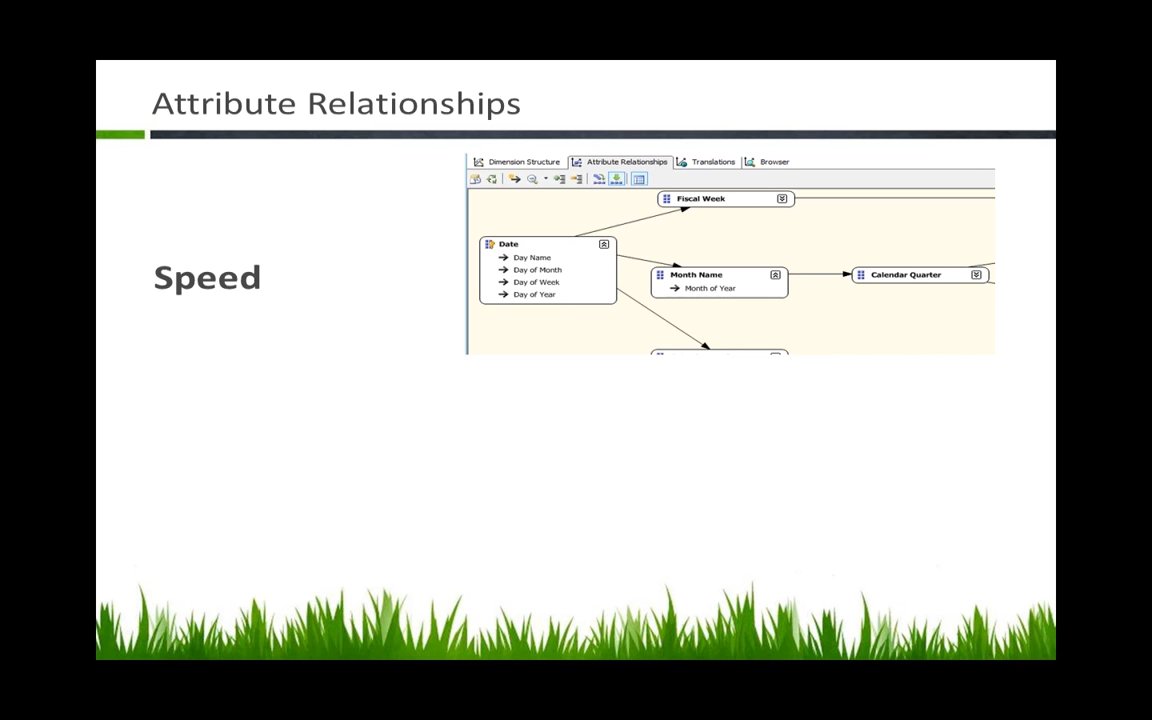 Attribute Relationships
Speed
Dimension Structure Attribute Relationships Translations Browser
Fiscal Week
Date
Day Name
Day of Month
Day of Week
Day of Year
Month Name
Month of Year
Calendar Quarter